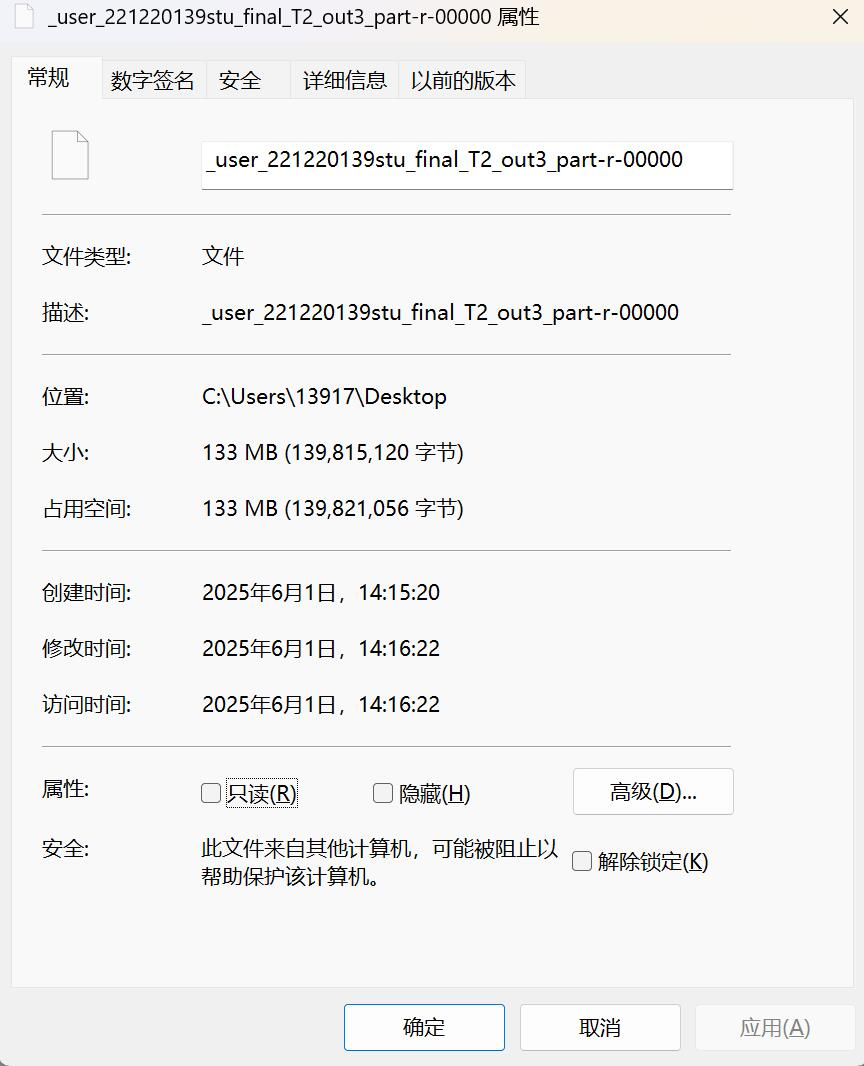 _user_221220139stu_final_T2_out3_part-r-00000 属性
常规 数字签名 安全 详细信息 以前的版本
_user_221220139stu_final_T2_out3_part-r-00000
文件类型: 文件
描述: _user_221220139stu_final_T2_out3_part-r-00000
位置: C:\Users\13917\Desktop
大小: 133 MB (139,815,120 字节)
占用空间: 133 MB (139,821,056 字节)
创建时间: 2025年6月1日，14:15:20
修改时间: 2025年6月1日，14:16:22
访问时间: 2025年6月1日，14:16:22
属性: 只读(R) 隐藏(H) 高级(D)...
安全: 此文件来自其他计算机，可能被阻止以
帮助保护该计算机。 解除锁定(K)
确定 取消 应用(A)